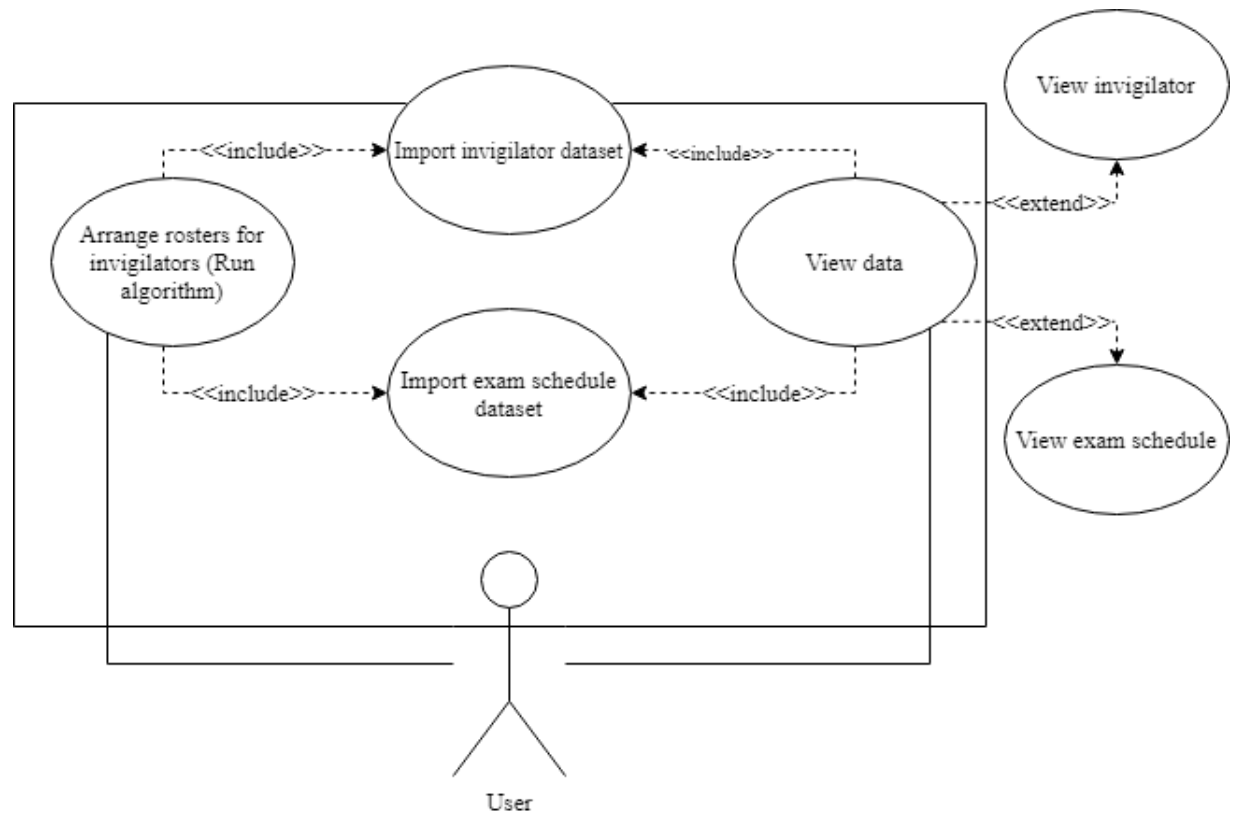 View invigilator
<<include>>
Import invigilator dataset
<<include>>
<<extend>>
Arrange rosters for
invigilators (Run
algorithm)
View data
<<extend>>
<<include>>
Import exam schedule
dataset
<<include>>
View exam schedule
User